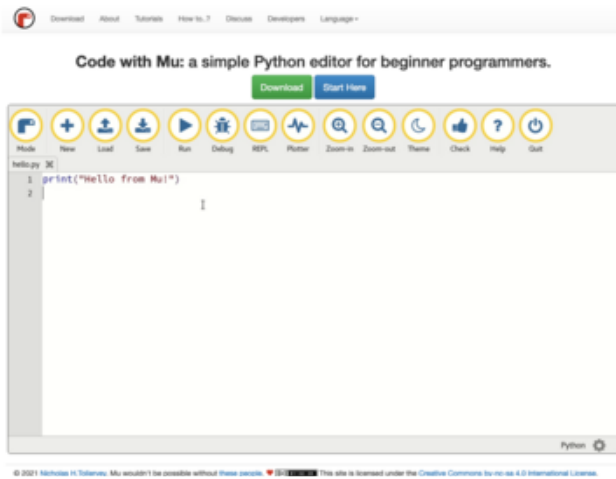 Download About Tutorials How to..? Discuss Developers Language
Code with Mu: a simple Python editor for beginner programmers.
Download Start Here
Mode New Load Save Run Debug REPL Plotter Zoom-in Zoom-out Theme Check Help Quit
hello.py
1 print("Hello from Mu!")
2
Python
© 2021 Nicholas H.Tollervey. Mu wouldn't be possible without these people. This site is licensed under the Creative Commons by-nc-sa 4.0 International License.